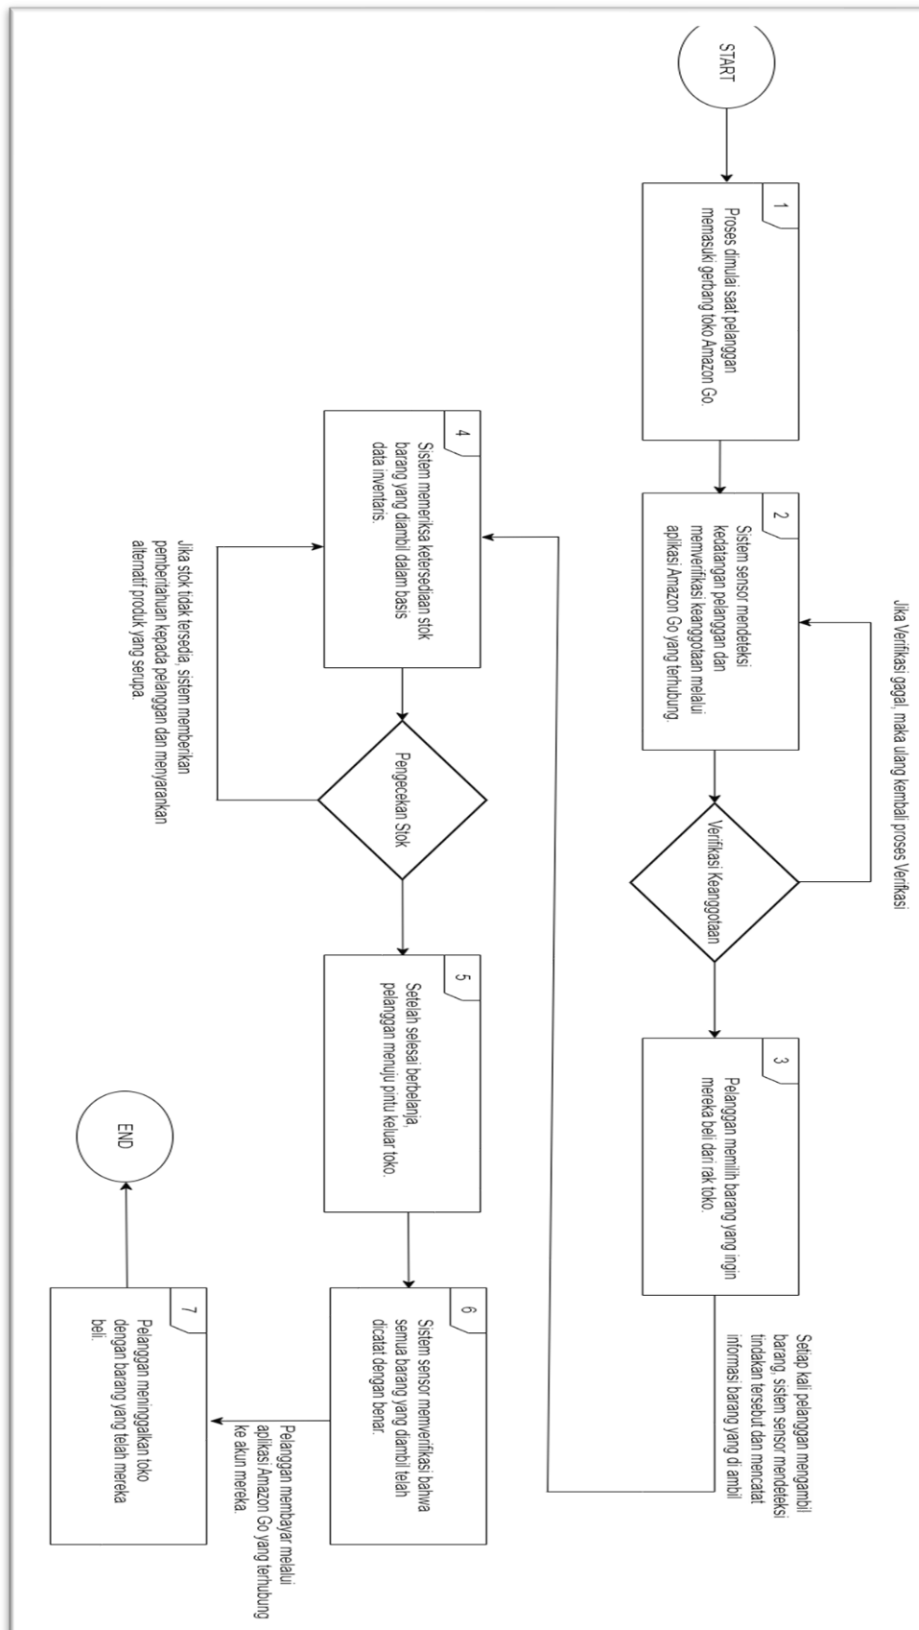 START
1
Proses dimulai saat pelanggan
memasuki gerbang toko Amazon Go.
Jika Verifikasi gagal, maka ulang kembali proses Verifkasi
2
Sistem sensor mendeteksi
kedatangan pelanggan dan
memverifikasi keanggotaan melalui
aplikasi Amazon Go yang terhubung.
Verifikasi Keanggotaan
3
Pelanggan memilih barang yang ingin
mereka beli dari rak toko.
Setiap kali pelanggan mengambil
barang, sistem sensor mendeteksi
tindakan tersebut dan mencatat
informasi barang yang di ambil
4
Sistem memeriksa ketersediaan stok
barang yang diambil dalam basis
data inventaris.
Pengecekan Stok
Jika stok tidak tersedia, sistem memberikan
pemberitahuan kepada pelanggan dan menyarankan
alternatif produk yang serupa.
5
Setelah selesai berbelanja,
pelanggan menuju pintu keluar toko.
6
Sistem sensor memverifikasi bahwa
semua barang yang diambil telah
dicatat dengan benar.
Pelanggan membayar melalui
aplikasi Amazon Go yang terhubung
ke akun mereka.
7
Pelanggan meninggalkan toko
dengan barang yang telah mereka
beli.
END